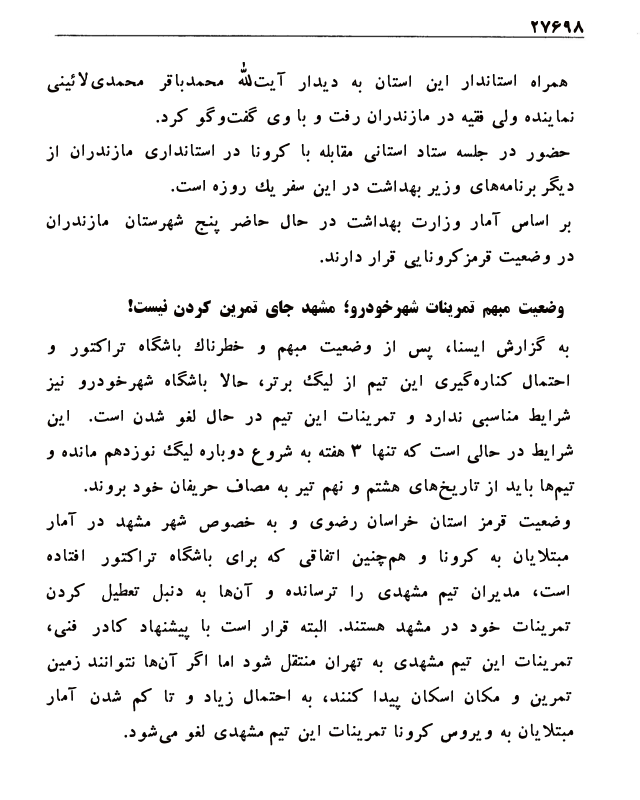 ۲۷۶۹۸
همراه استاندار این استان به دیدار آیت‌الله محمدباقر محمدی‌لائینی
نماینده ولی فقیه در مازندران رفت و با وی گفت‌وگو کرد.
حضور در جلسه ستاد استانی مقابله با کرونا در استانداری مازندران از
دیگر برنامه‌های وزیر بهداشت در این سفر یك روزه است.
بر اساس آمار وزارت بهداشت در حال حاضر پنج شهرستان مازندران
در وضعیت قرمزکرونایی قرار دارند.
وضعیت مبهم تمرینات شهرخودرو؛ مشهد جای تمرین کردن نیست!
به گزارش ایسنا، پس از وضعیت مبهم و خطرناك باشگاه تراکتور و
احتمال کناره‌گیری این تیم از لیگ برتر، حالا باشگاه شهرخودرو نیز
شرایط مناسبی ندارد و تمرینات این تیم در حال لغو شدن است. این
شرایط در حالی است که تنها ۳ هفته به شروع دوباره لیگ نوزدهم مانده و
تیم‌ها باید از تاریخ‌های هشتم و نهم تیر به مصاف حریفان خود بروند.
وضعیت قرمز استان خراسان رضوی و به خصوص شهر مشهد در آمار
مبتلایان به کرونا و هم‌چنین اتفاقی که برای باشگاه تراکتور افتاده
است، مدیران تیم مشهدی را ترسانده و آن‌ها به دنبل تعطیل کردن
تمرینات خود در مشهد هستند. البته قرار است با پیشنهاد کادر فنی،
تمرینات این تیم مشهدی به تهران منتقل شود اما اگر آن‌ها نتوانند زمین
تمرین و مکان اسکان پیدا کنند، به احتمال زیاد و تا کم شدن آمار
مبتلایان به ویروس کرونا تمرینات این تیم مشهدی لغو می‌شود.